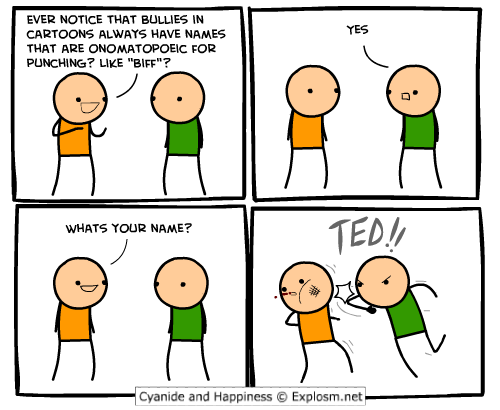 EVER NOTICE THAT BULLIES IN
CARTOONS ALWAYS HAVE NAMES
THAT ARE ONOMATOPOEIC FOR
PUNCHING? LIKE "BIFF"?
YES
WHATS YOUR NAME?
TED!!
Cyanide and Happiness © Explosm.net